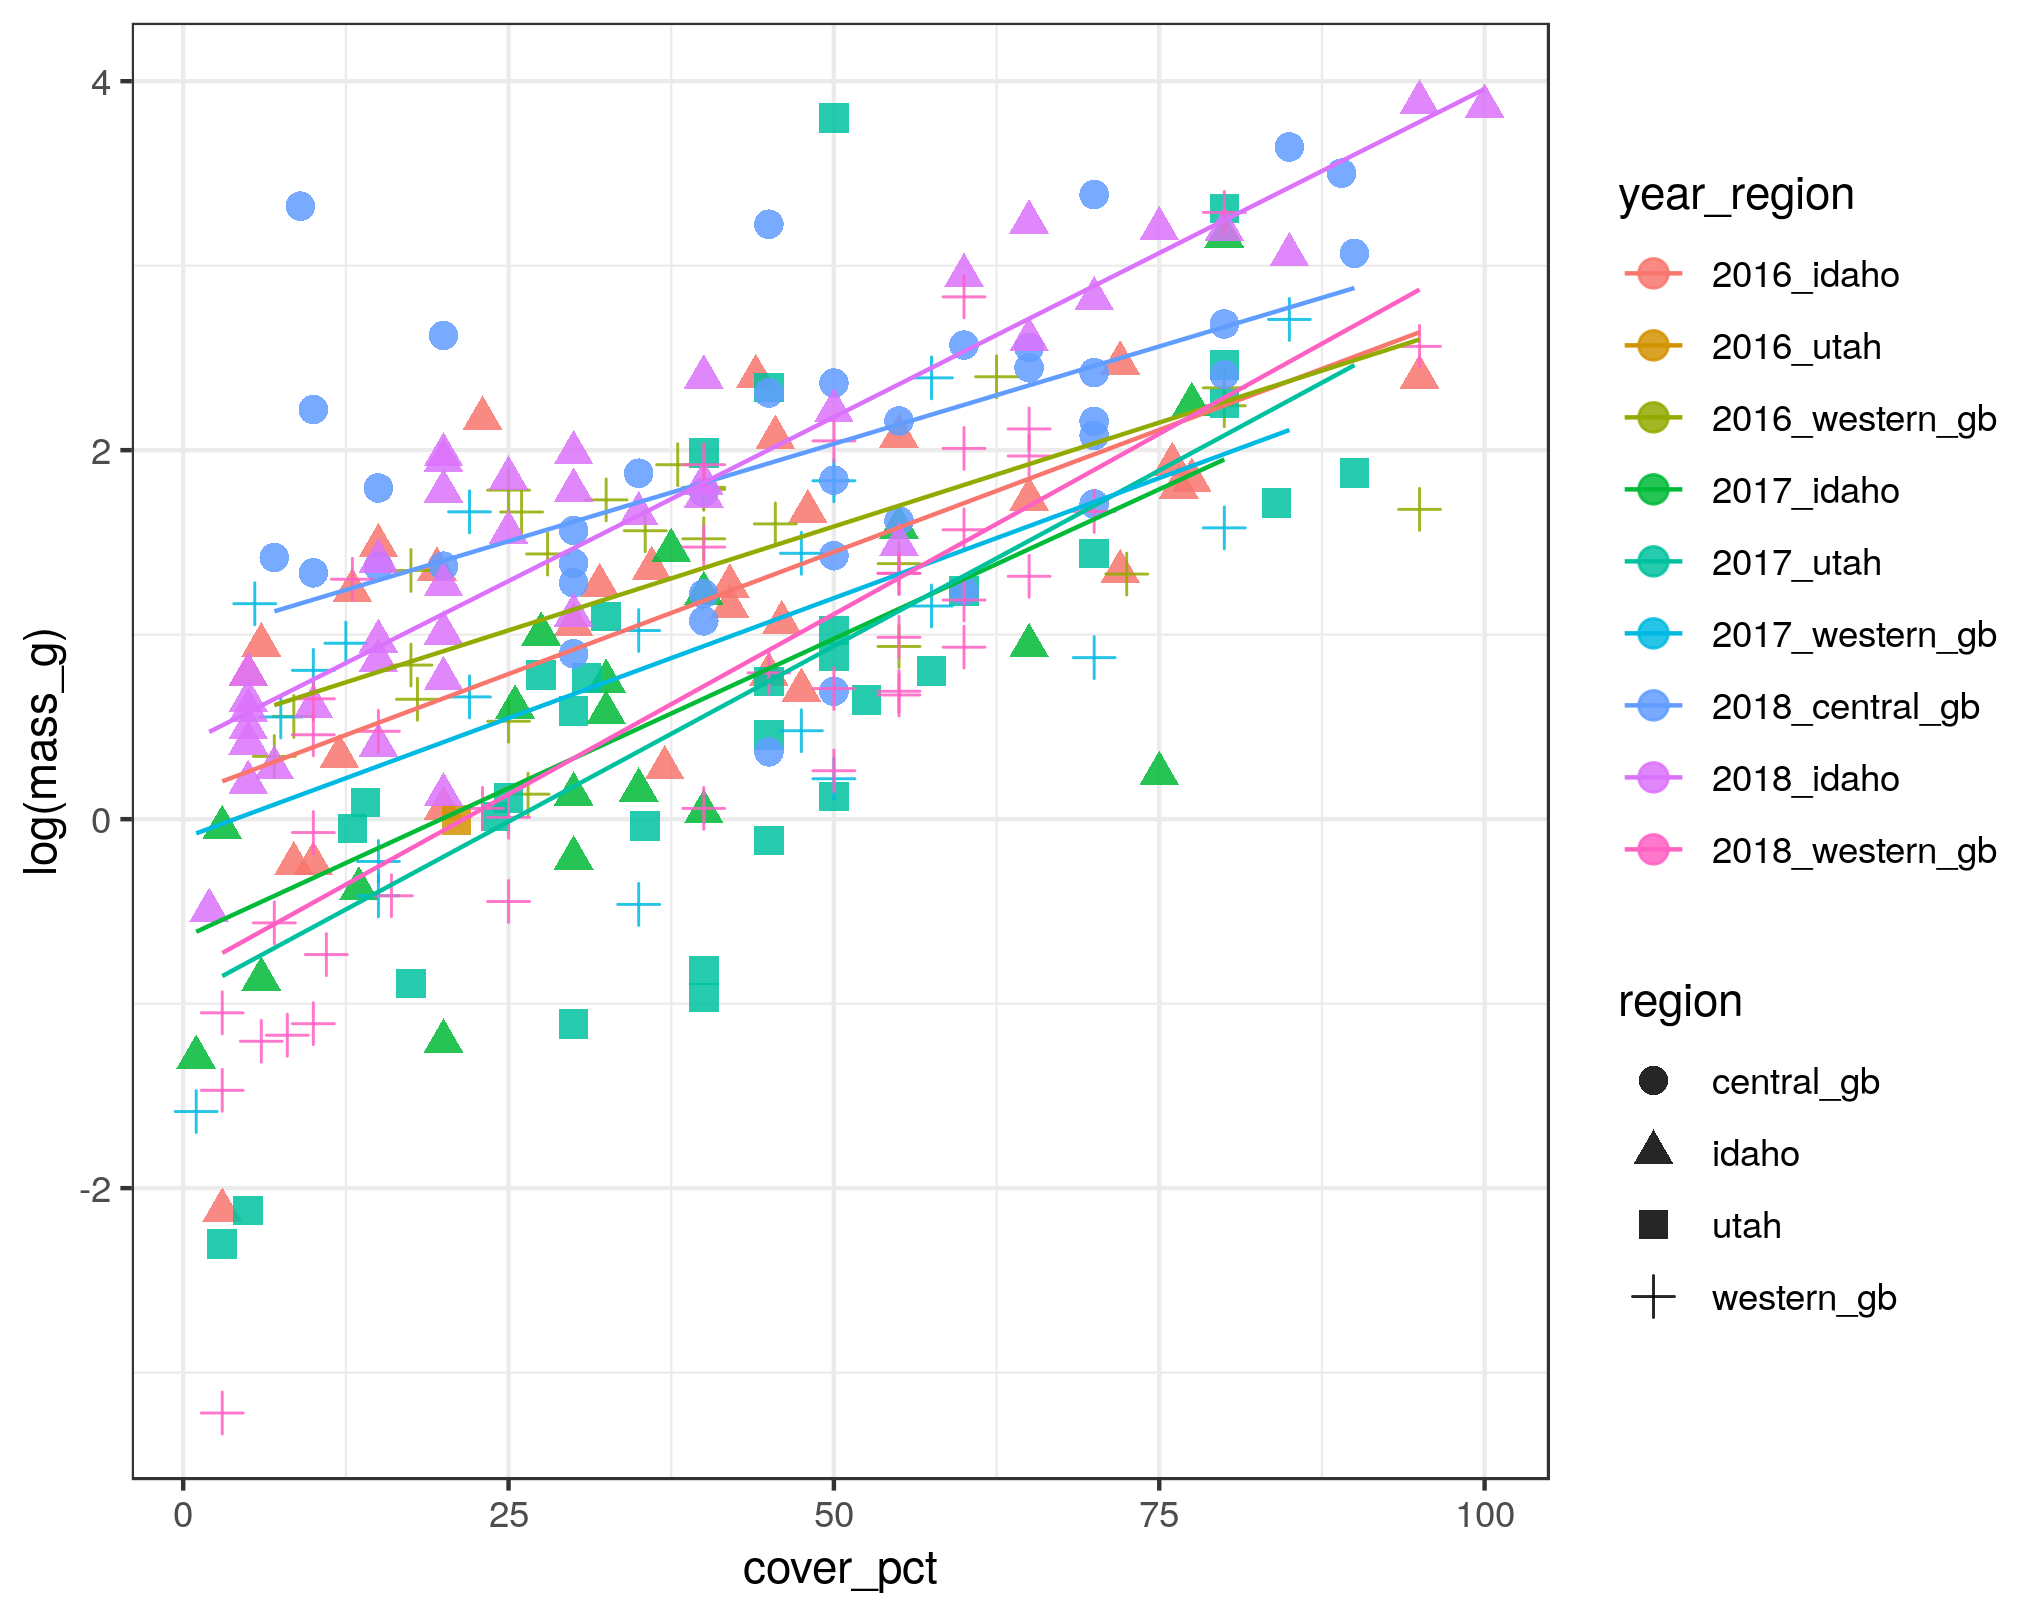 4
2
0
-2
log(mass_g)
0
25
50
75
100
cover_pct
year_region
2016_idaho
2016_utah
2016_western_gb
2017_idaho
2017_utah
2017_western_gb
2018_central_gb
2018_idaho
2018_western_gb
region
central_gb
idaho
utah
western_gb